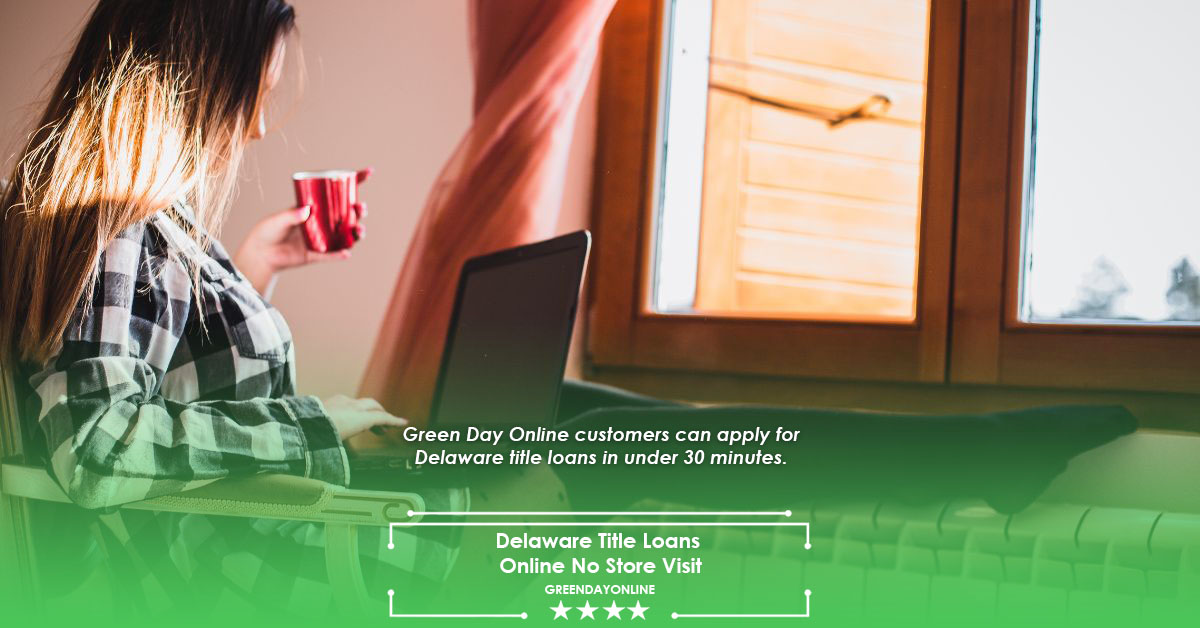 Green Day Online customers can apply for
Delaware title loans in under 30 minutes.
Delaware Title Loans
Online No Store Visit
GREENDAYONLINE